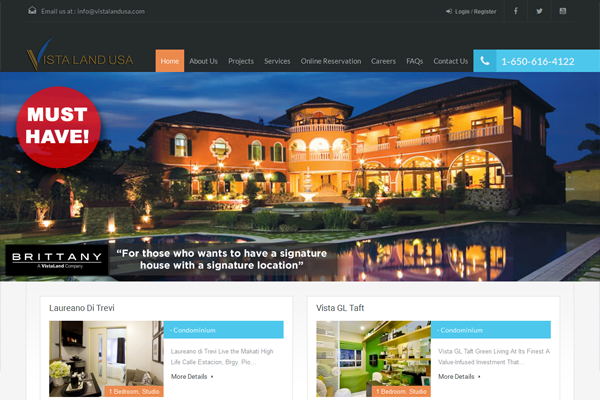 Email us at : info@vistalandusa.com
Login / Register
VISTA LAND USA
Home About Us Projects Services Online Reservation Careers FAQs Contact Us
1-650-616-4122
MUST
HAVE!
BRITTANY
A VistaLand Company
“For those who wants to have a signature
house with a signature location”
Laureano Di Trevi
- Condominium
Laureano di Trevi Live the Makati High
Life Calle Estacion, Brgy. Pio...
More Details
1 Bedroom, Studio
Vista GL Taft
- Condominium
Vista GL Taft Green Living At Its Finest A
Value-Infused Investment That...
More Details
1 Bedroom, Studio